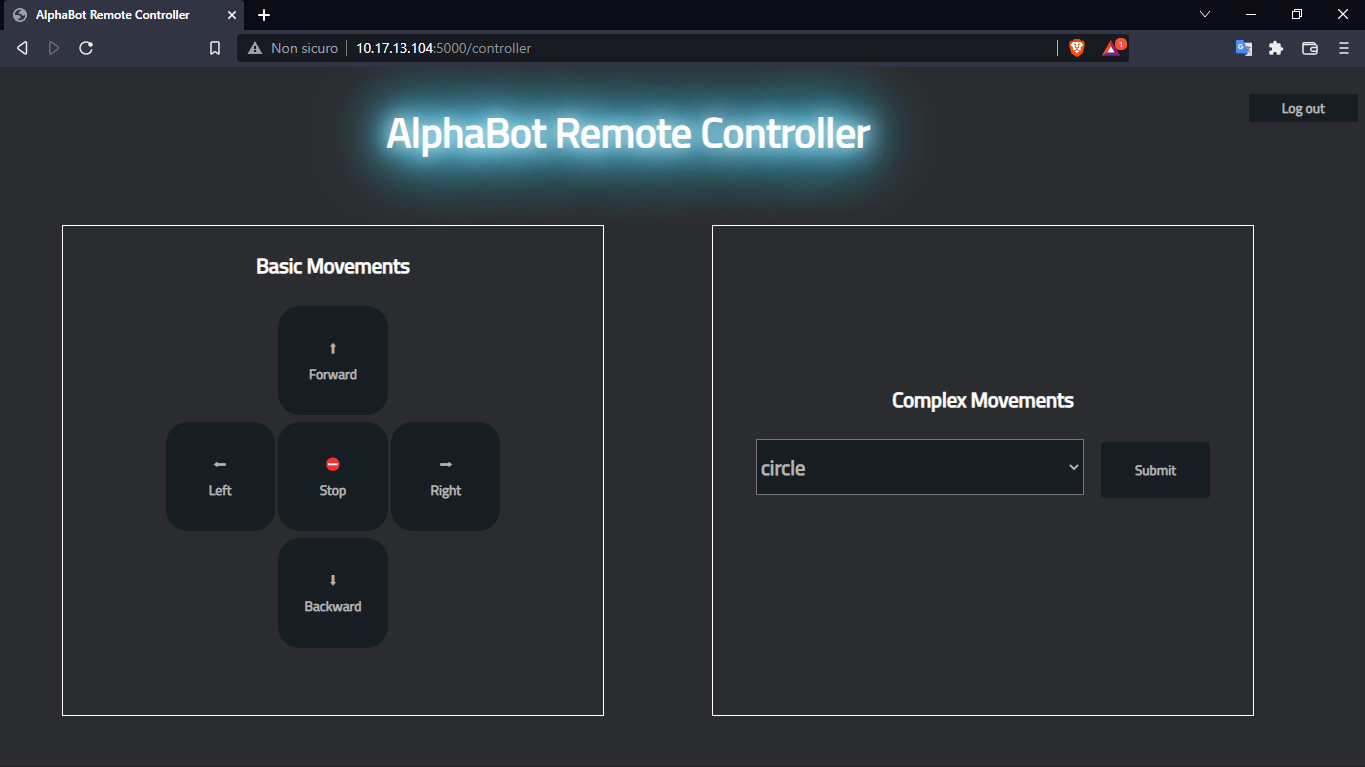 AlphaBot Remote Controller
Non sicuro 10.17.13.104:5000/controller
1
Log out
AlphaBot Remote Controller
Basic Movements
Forward
Left
Stop
Right
Backward
Complex Movements
circle
Submit